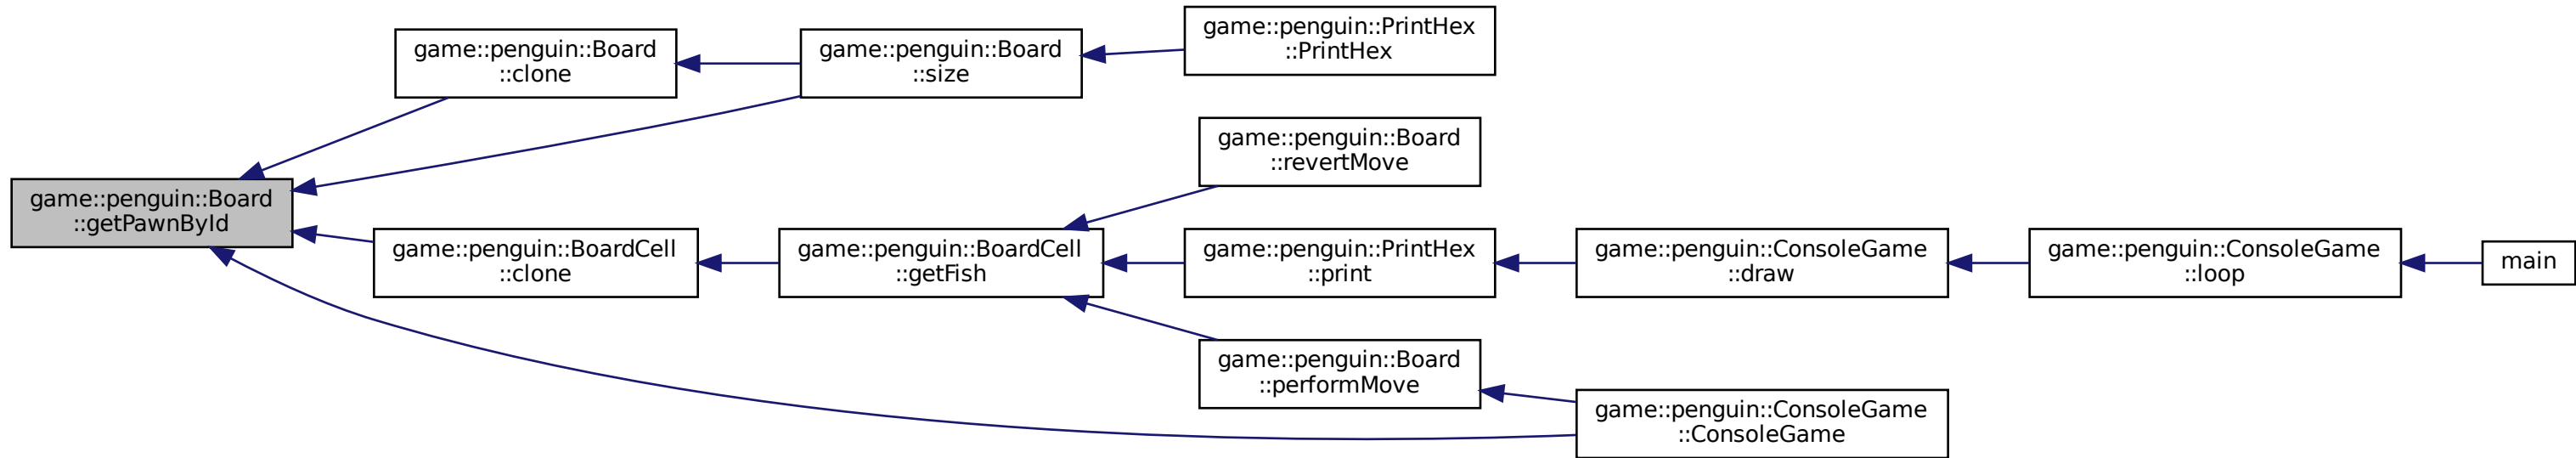 game::penguin::Board
::getPawnById
game::penguin::Board
::clone
game::penguin::Board
::size
game::penguin::PrintHex
::PrintHex
game::penguin::BoardCell
::clone
game::penguin::BoardCell
::getFish
game::penguin::Board
::revertMove
game::penguin::PrintHex
::print
game::penguin::ConsoleGame
::draw
game::penguin::ConsoleGame
::loop
main
game::penguin::Board
::performMove
game::penguin::ConsoleGame
::ConsoleGame